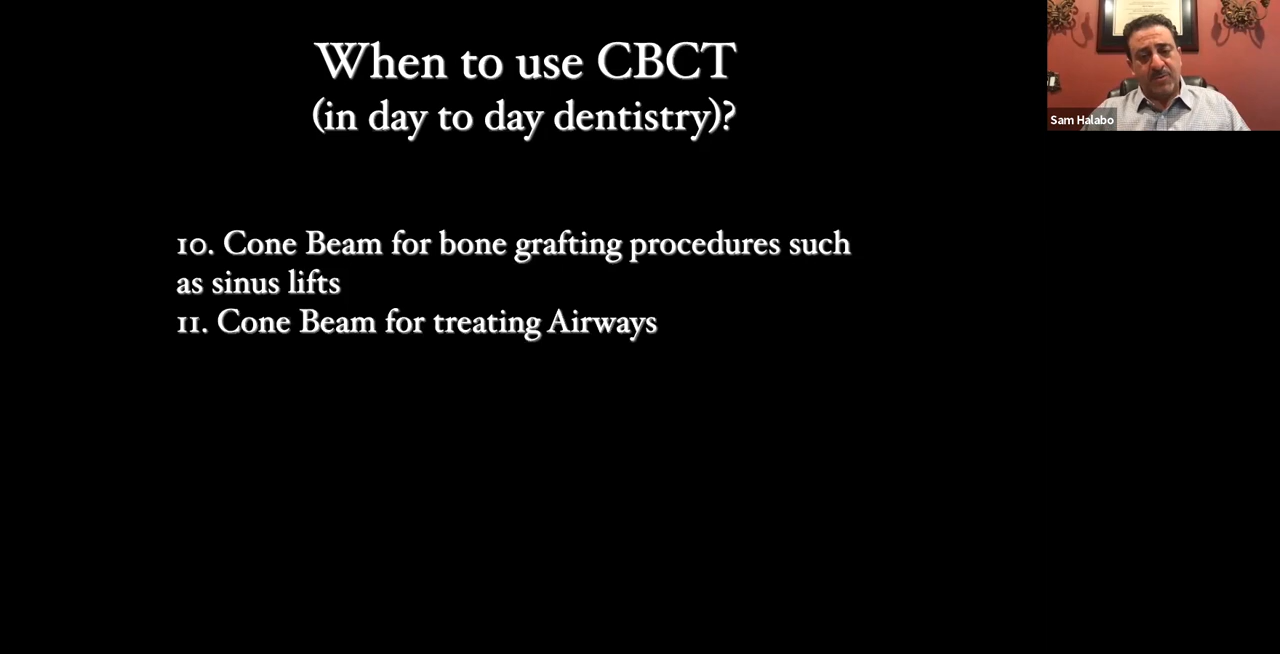 When to use CBCT
(in day to day dentistry)?
10. Cone Beam for bone grafting procedures such
as sinus lifts
11. Cone Beam for treating Airways
Sam Halabo